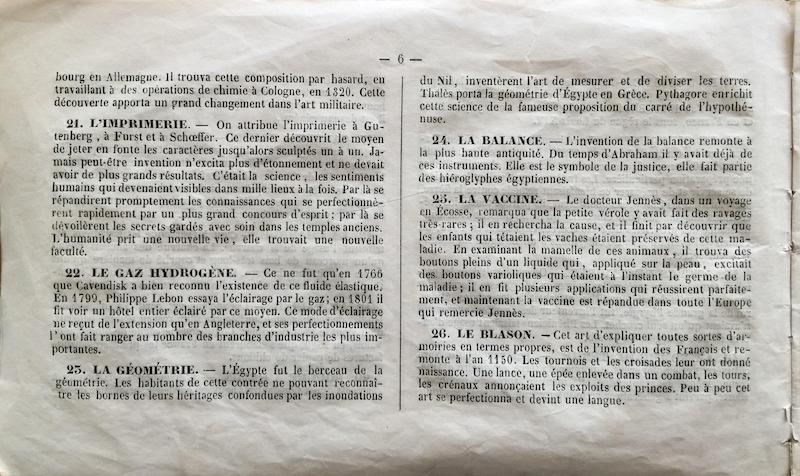 — 6 —
bourg en Allemagne. Il trouva cette composition par hasard, en
travaillant à des opérations de chimie à Cologne, en 1320. Cette
découverte apporta un grand changement dans l'art militaire.
21. L'IMPRIMERIE. — On attribue l'imprimerie à Gu-
tenberg, à Furst et à Schœffer. Ce dernier découvrit le moyen
de jeter en fonte les caractères jusqu'alors sculptés un à un. Ja-
mais peut-être invention n'excita plus d'étonnement et ne devait
avoir de plus grands résultats. C'était la science, les sentiments
humains qui devenaient visibles dans mille lieux à la fois. Par là se
répandirent promptement les connaissances qui se perfectionnè-
rent rapidement par un plus grand concours d'esprit; par là se
dévoilèrent les secrets gardés avec soin dans les temples anciens.
L'humanité prit une nouvelle vie, elle trouvait une nouvelle
faculté.
22. LE GAZ HYDROGÈNE. — Ce ne fut qu'en 1766
que Cavendisk a bien reconnu l'existence de ce fluide élastique.
En 1799, Philippe Lebon essaya l'éclairage par le gaz; en 1801 il
fit voir un hôtel entier éclairé par ce moyen. Ce mode d'éclairage
ne reçut de l'extension qu'en Angleterre, et ses perfectionnements
l'ont fait ranger au nombre des branches d'industrie les plus im-
portantes.
23. LA GÉOMÉTRIE. — L'Égypte fut le berceau de la
géométrie. Les habitants de cette contrée ne pouvant reconnaî-
tre les bornes de leurs héritages confondues par les inondations
du Nil, inventèrent l'art de mesurer et de diviser les terres.
Thalès porta la géométrie d'Égypte en Grèce. Pythagore enrichit
cette science de la fameuse proposition du carré de l'hypothé-
nuse.
24. LA BALANCE. — L'invention de la balance remonte à
la plus haute antiquité. Du temps d'Abraham il y avait déjà de
ces instruments. Elle est le symbole de la justice, elle fait partie
des hiéroglyphes égyptiennes.
25. LA VACCINE. — Le docteur Jennès, dans un voyage
en Écosse, remarqua que la petite vérole y avait fait des ravages
très-rares; il en rechercha la cause, et il finit par découvrir que
les enfants qui têtaient les vaches étaient préservés de cette ma-
ladie. En examinant la mamelle de ces animaux, il trouva des
boutons pleins d'un liquide qui, appliqué sur la peau, excitait
des boutons varioliques qui étaient à l'instant le germe de la
maladie; il en fit plusieurs applications qui réussirent parfaite-
ment, et maintenant la vaccine est répandue dans toute l'Europe
qui remercie Jennès.
26. LE BLASON. — Cet art d'expliquer toutes sortes d'ar-
moiries en termes propres, est de l'invention des Français et re-
monte à l'an 1150. Les tournois et les croisades leur ont donné
naissance. Une lance, une épée enlevée dans un combat, les tours,
les crénaux annonçaient les exploits des princes. Peu à peu cet
art se perfectionna et devint une langue.